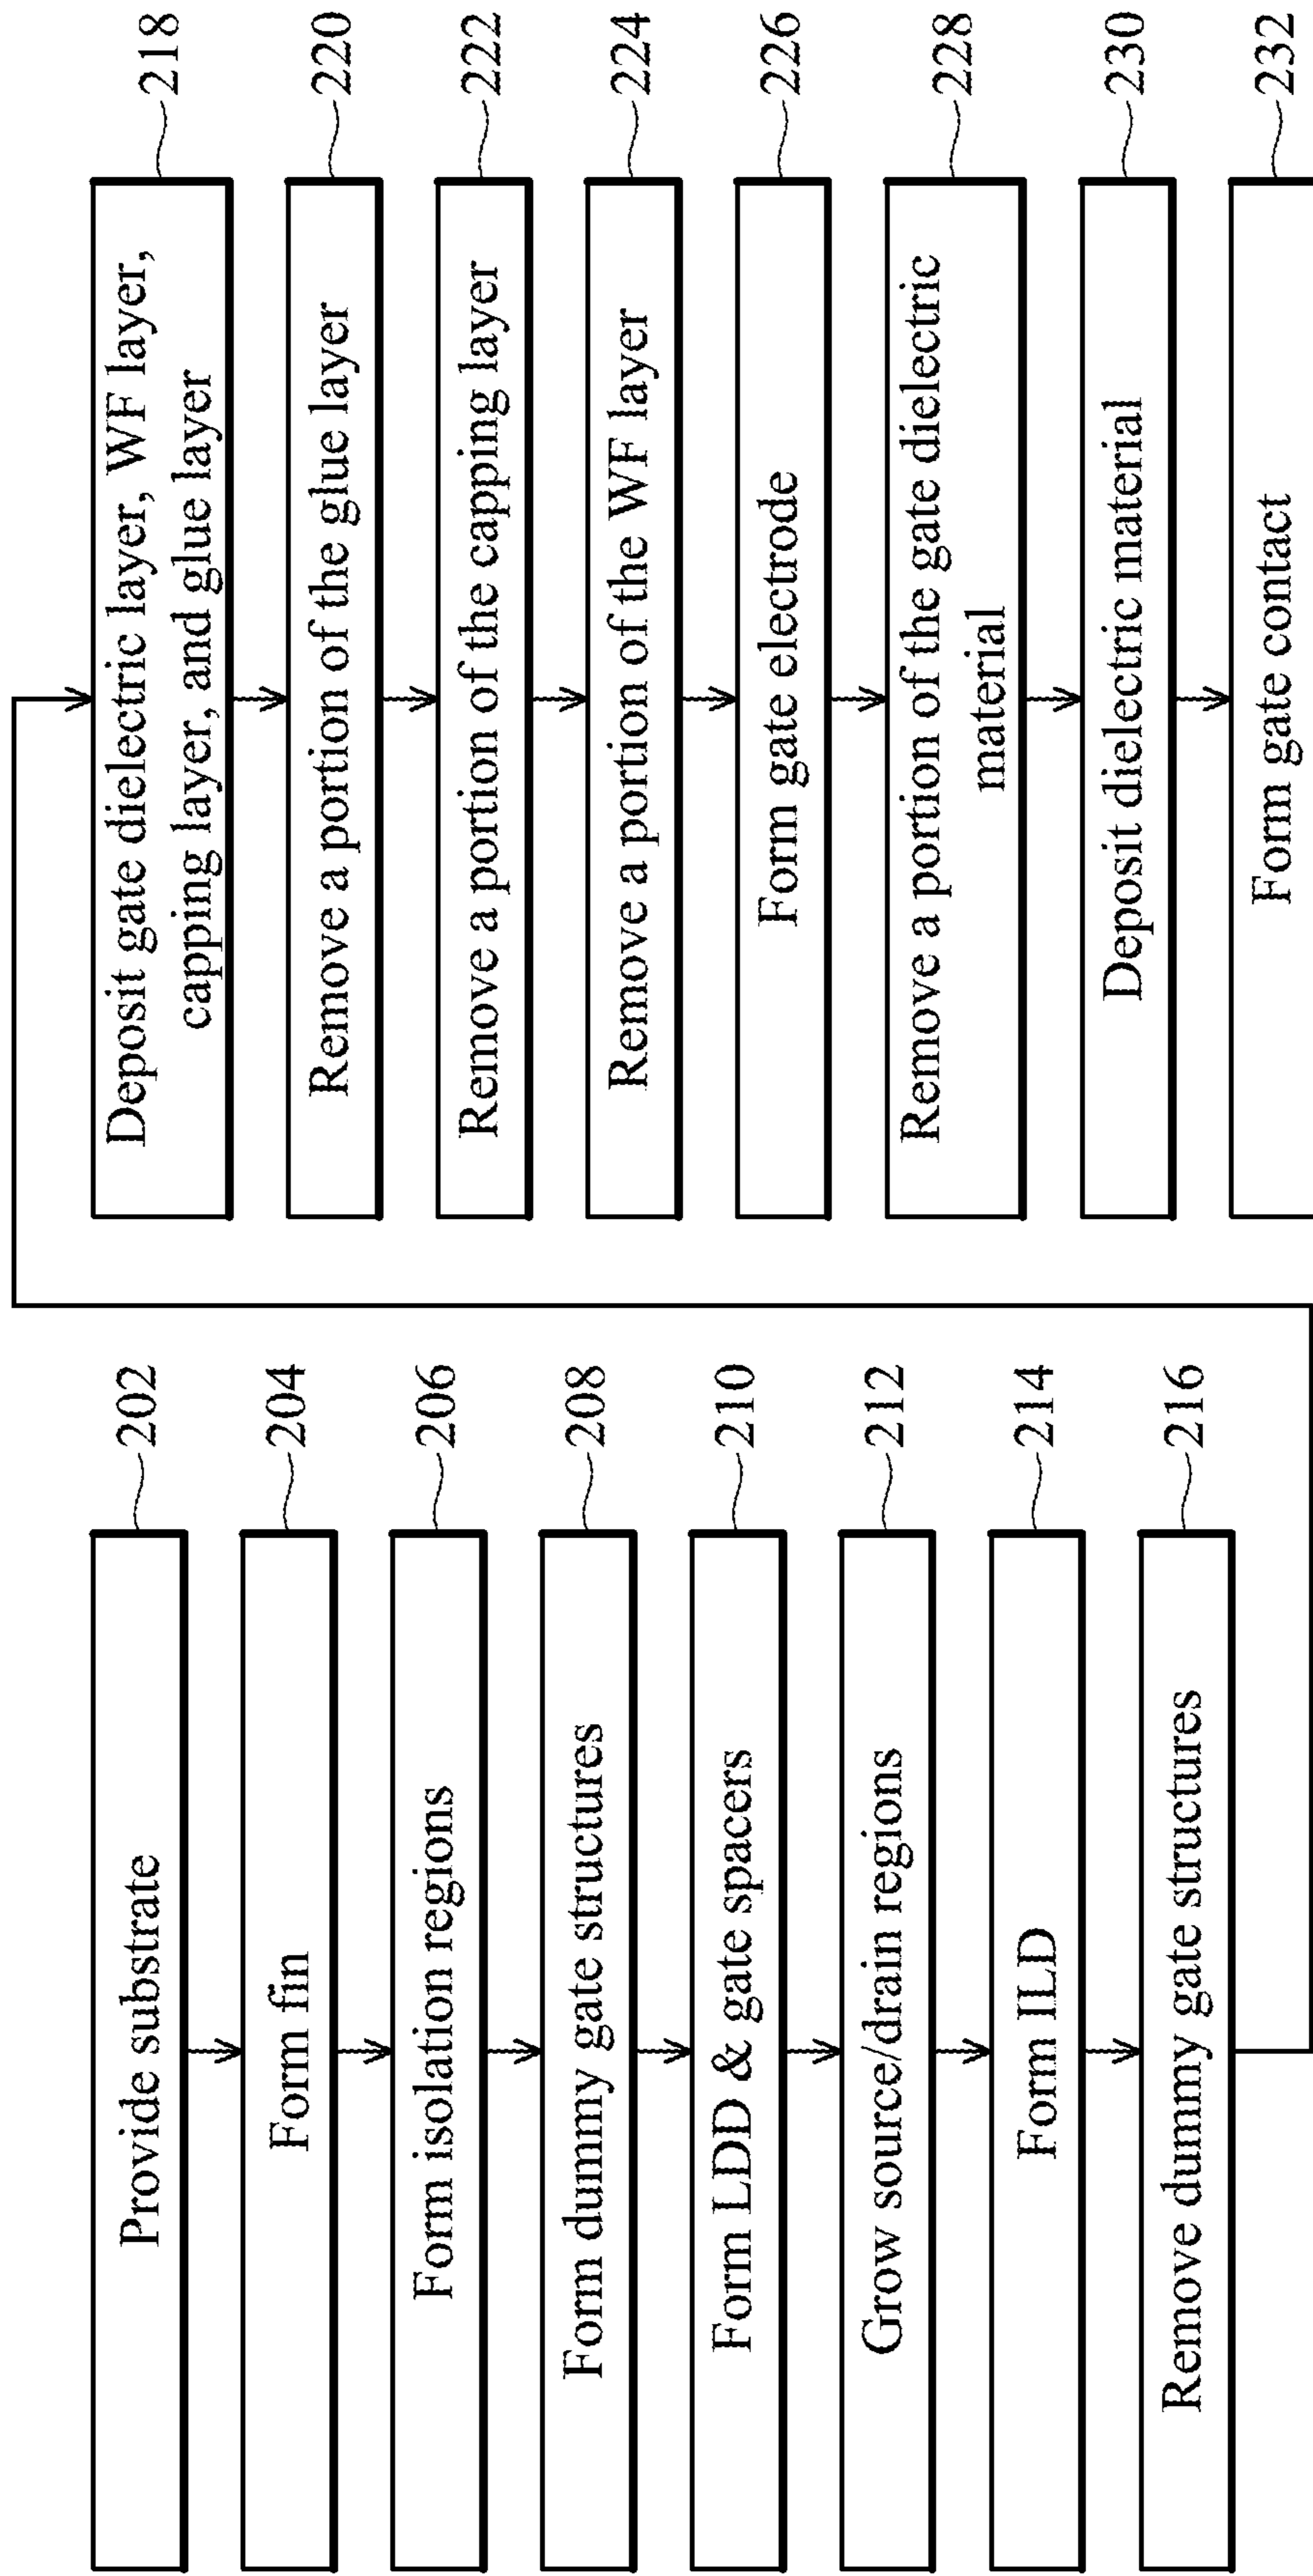 Provide substrate
202
Form fin
204
Form isolation regions
206
Form dummy gate structures
208
Form LDD & gate spacers
210
Grow source/drain regions
212
Form ILD
214
Remove dummy gate structures
216
Deposit gate dielectric layer, WF layer,
capping layer, and glue layer
218
Remove a portion of the glue layer
220
Remove a portion of the capping layer
222
Remove a portion of the WF layer
224
Form gate electrode
226
Remove a portion of the gate dielectric
material
228
Deposit dielectric material
230
Form gate contact
232